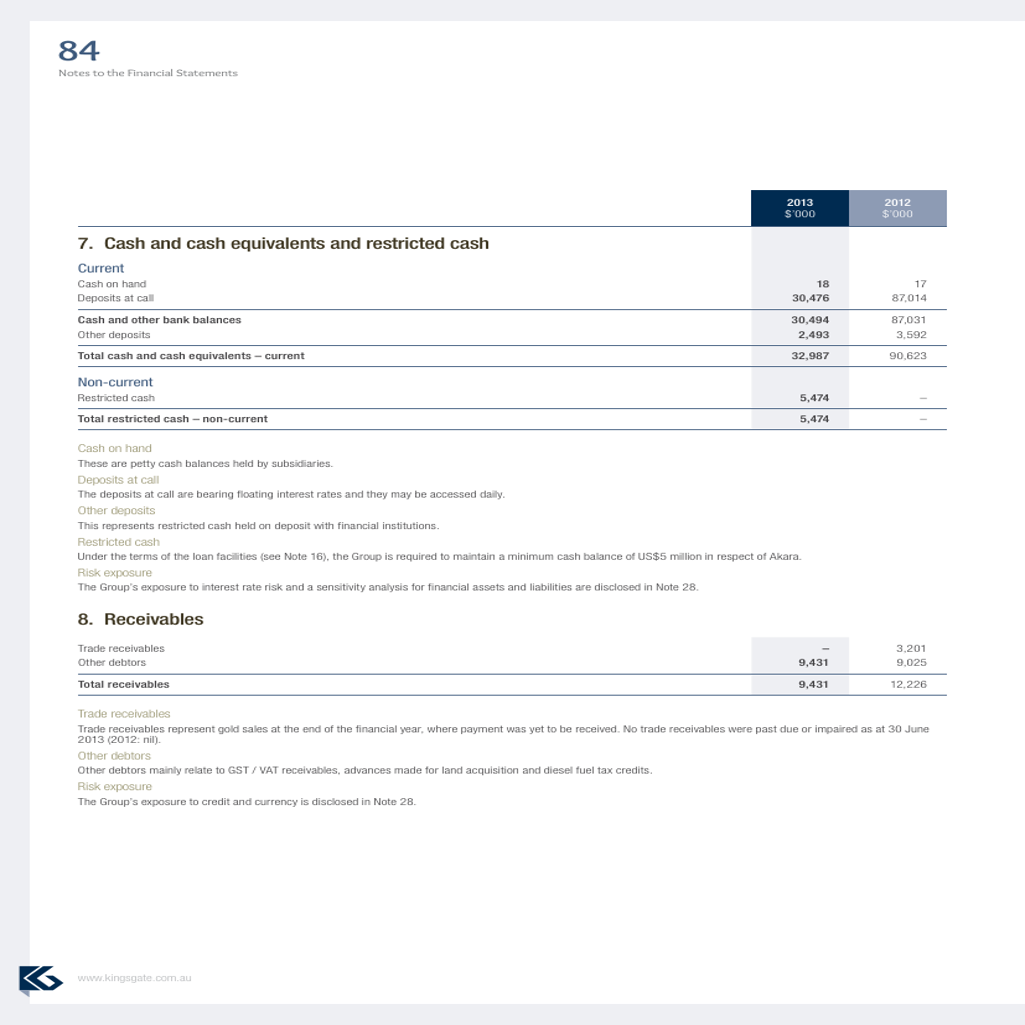 84
Notes to the Financial Statements
2013 2012
$'000 $'000
7. Cash and cash equivalents and restricted cash
Current
Cash on hand 18 17
Deposits at call 30,476 87,014
Cash and other bank balances 30,494 87,031
Other deposits 2,493 3,592
Total cash and cash equivalents – current 32,987 90,623
Non-current
Restricted cash 5,474 –
Total restricted cash – non-current 5,474 –
Cash on hand
These are petty cash balances held by subsidiaries.
Deposits at call
The deposits at call are bearing floating interest rates and they may be accessed daily.
Other deposits
This represents restricted cash held on deposit with financial institutions.
Restricted cash
Under the terms of the loan facilities (see Note 16), the Group is required to maintain a minimum cash balance of US$5 million in respect of Akara.
Risk exposure
The Group's exposure to interest rate risk and a sensitivity analysis for financial assets and liabilities are disclosed in Note 28.
8. Receivables
Trade receivables – 3,201
Other debtors 9,431 9,025
Total receivables 9,431 12,226
Trade receivables
Trade receivables represent gold sales at the end of the financial year, where payment was yet to be received. No trade receivables were past due or impaired as at 30 June
2013 (2012: nil).
Other debtors
Other debtors mainly relate to GST / VAT receivables, advances made for land acquisition and diesel fuel tax credits.
Risk exposure
The Group's exposure to credit and currency is disclosed in Note 28.
www.kingsgate.com.au